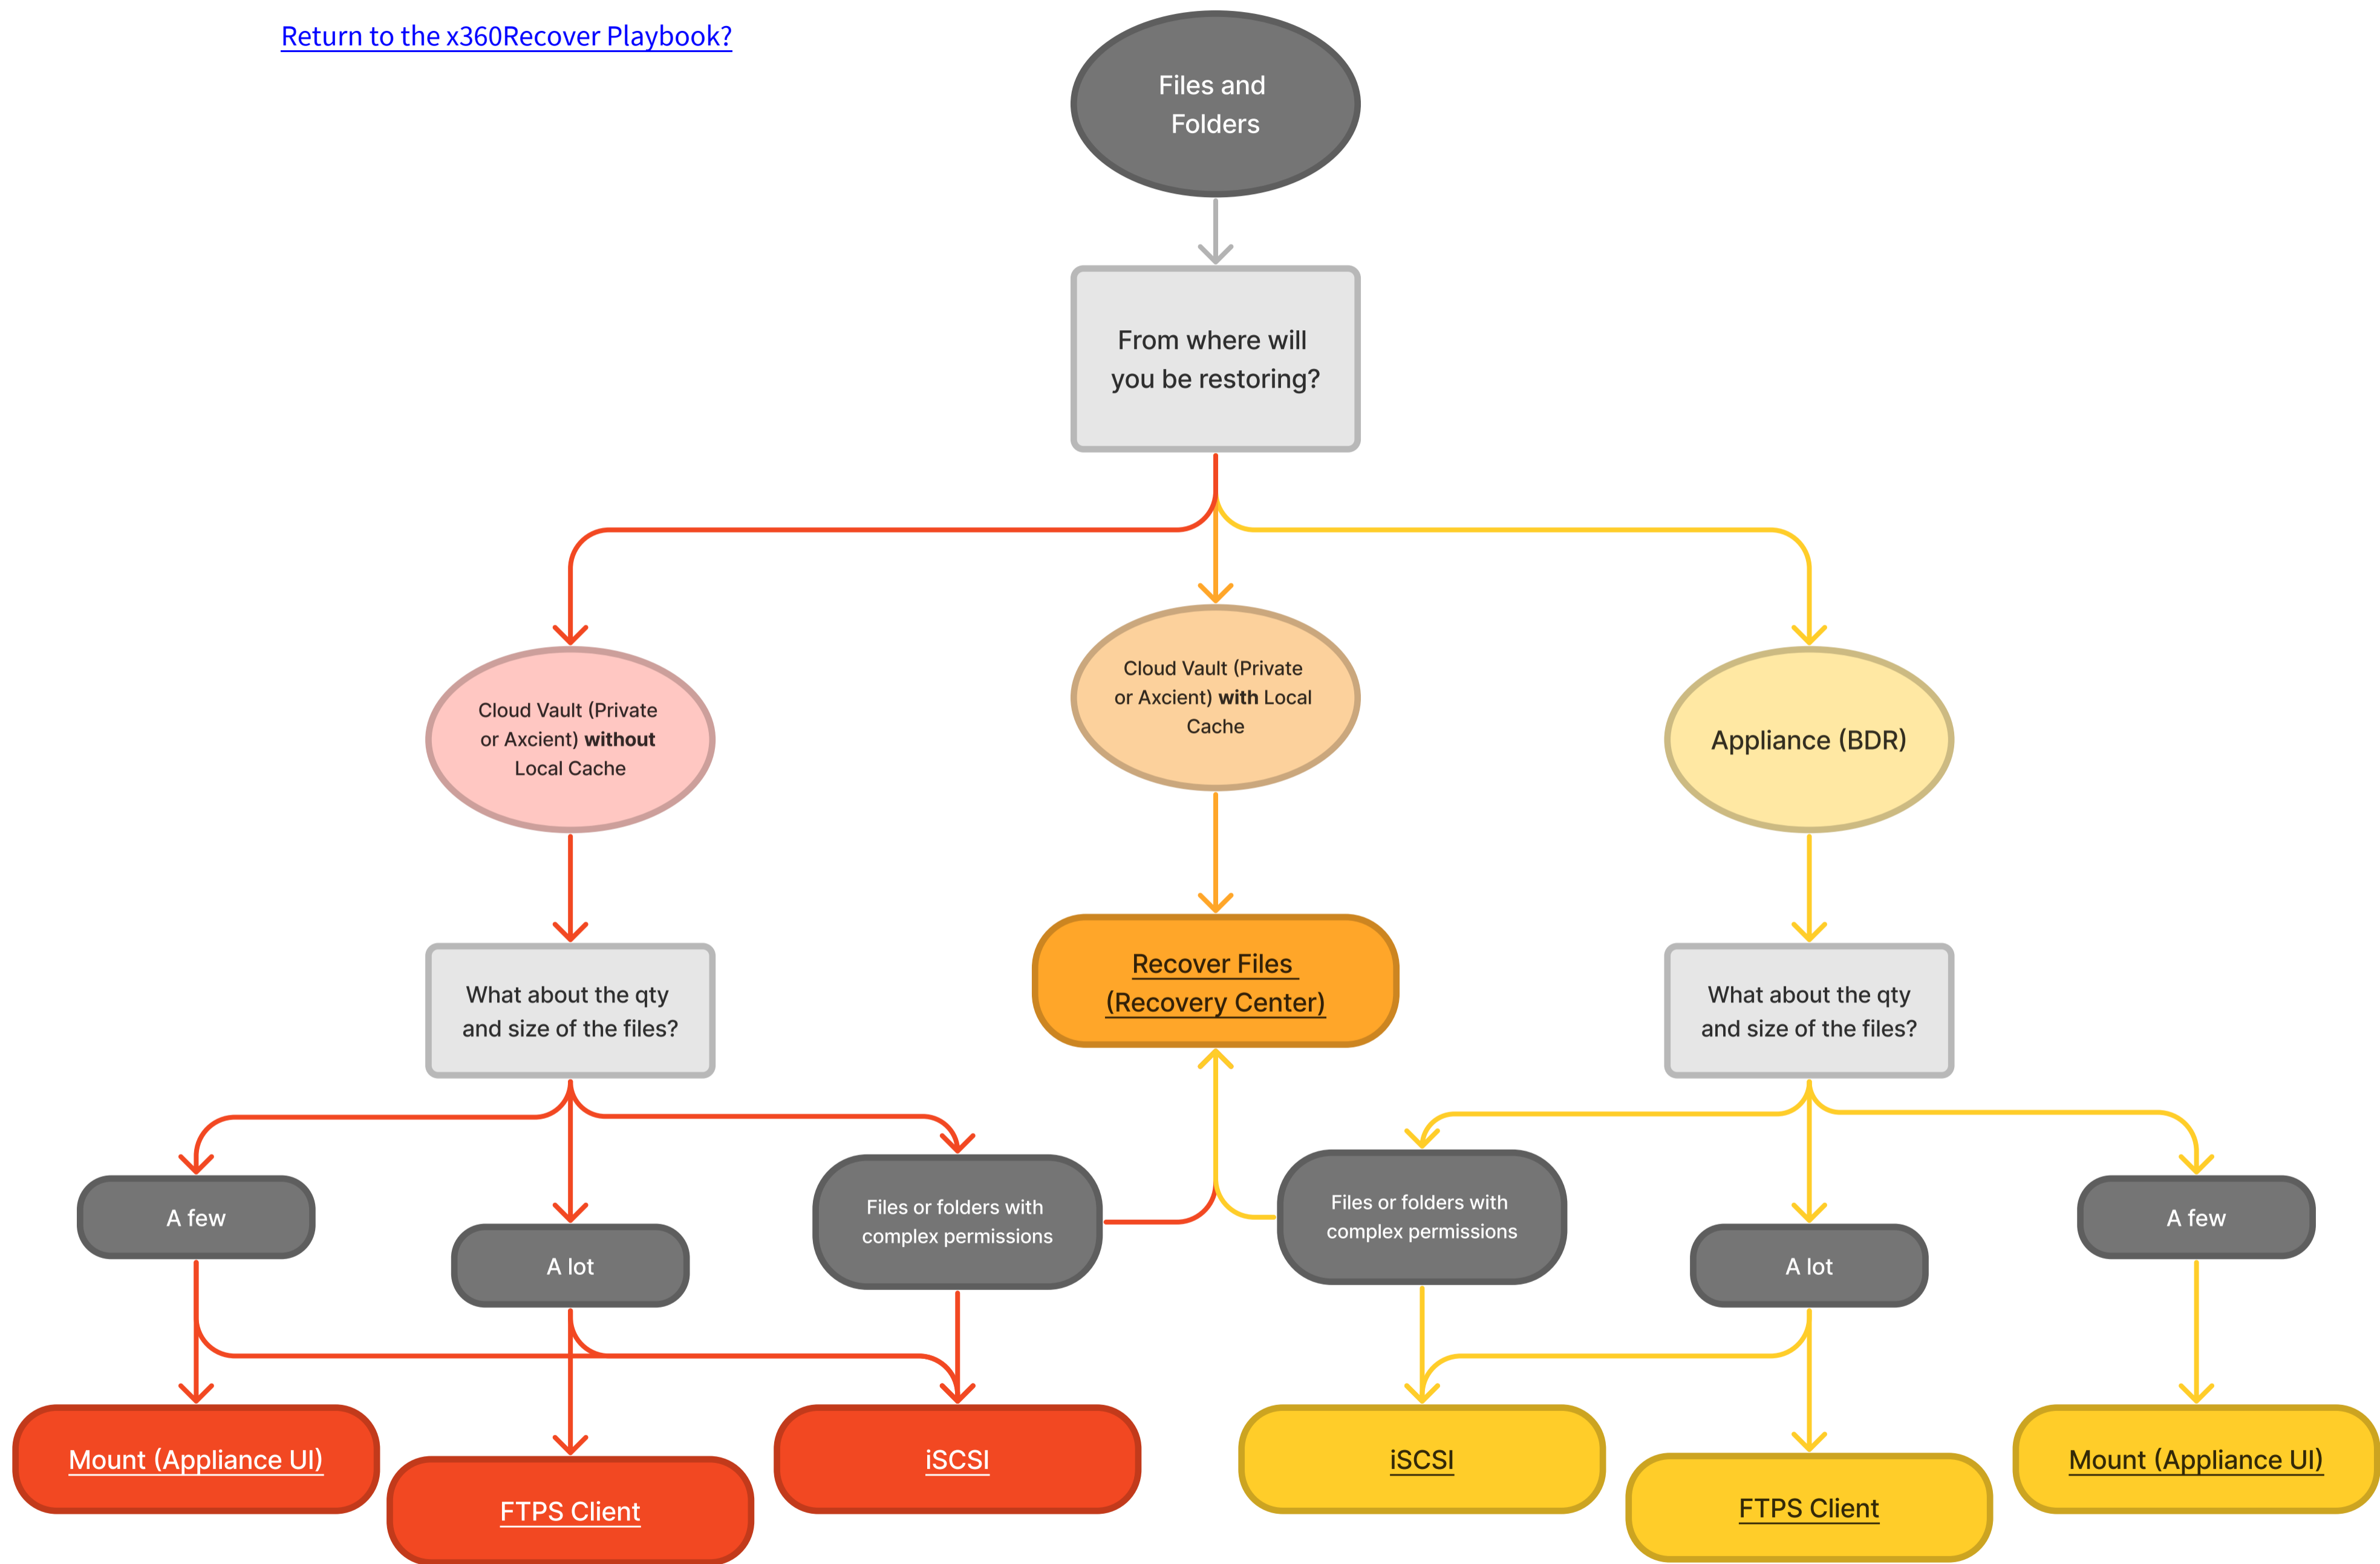 Return to the x360Recover Playbook?
Files and
Folders
From where will
you be restoring?
Cloud Vault (Private
or Axcient) without
Local Cache
Cloud Vault (Private
or Axcient) with Local
Cache
Appliance (BDR)
What about the qty
and size of the files?
Recover Files
(Recovery Center)
What about the qty
and size of the files?
A few
A lot
Files or folders with
complex permissions
Files or folders with
complex permissions
A lot
A few
Mount (Appliance UI)
FTPS Client
iSCSI
iSCSI
FTPS Client
Mount (Appliance UI)